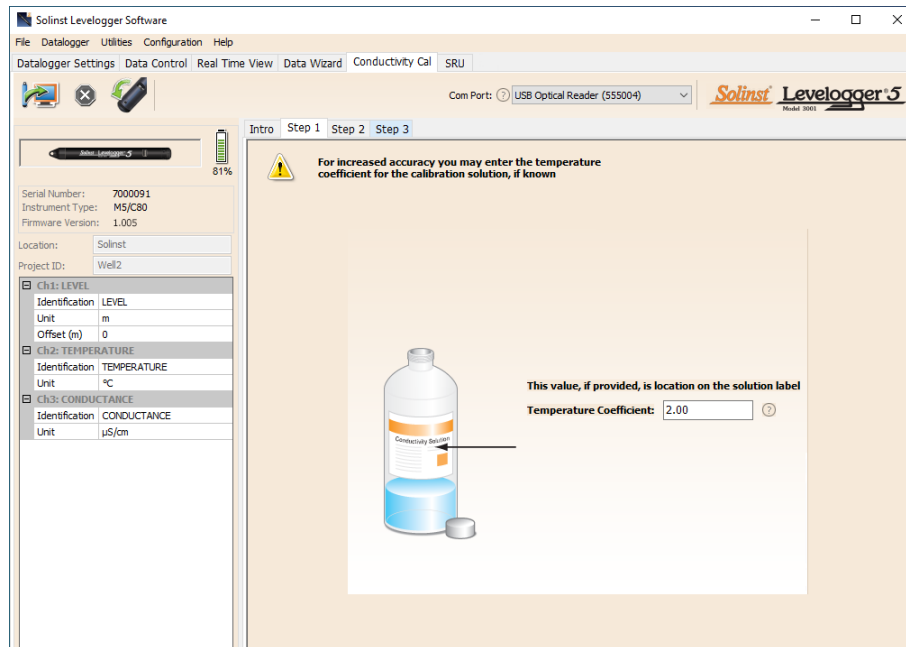 Solinst Levelogger Software
File Datalogger Utilities Configuration Help
Datalogger Settings Data Control Real Time View Data Wizard Conductivity Cal SRU
Com Port: ? USB Optical Reader (555004)
Solinst Levelogger 5
Model 3001
Intro Step 1 Step 2 Step 3
Solinst Levelogger 5
81%
For increased accuracy you may enter the temperature
coefficient for the calibration solution, if known
Serial Number: 7000091
Instrument Type: M5/C80
Firmware Version: 1.005
Location: Solinst
Project ID: Well2
Ch1: LEVEL
Identification LEVEL
Unit m
Offset (m) 0
Ch2: TEMPERATURE
Identification TEMPERATURE
Unit °C
Ch3: CONDUCTANCE
Identification CONDUCTANCE
Unit µS/cm
Conductivity Solution
This value, if provided, is location on the solution label
Temperature Coefficient: 2.00 ?